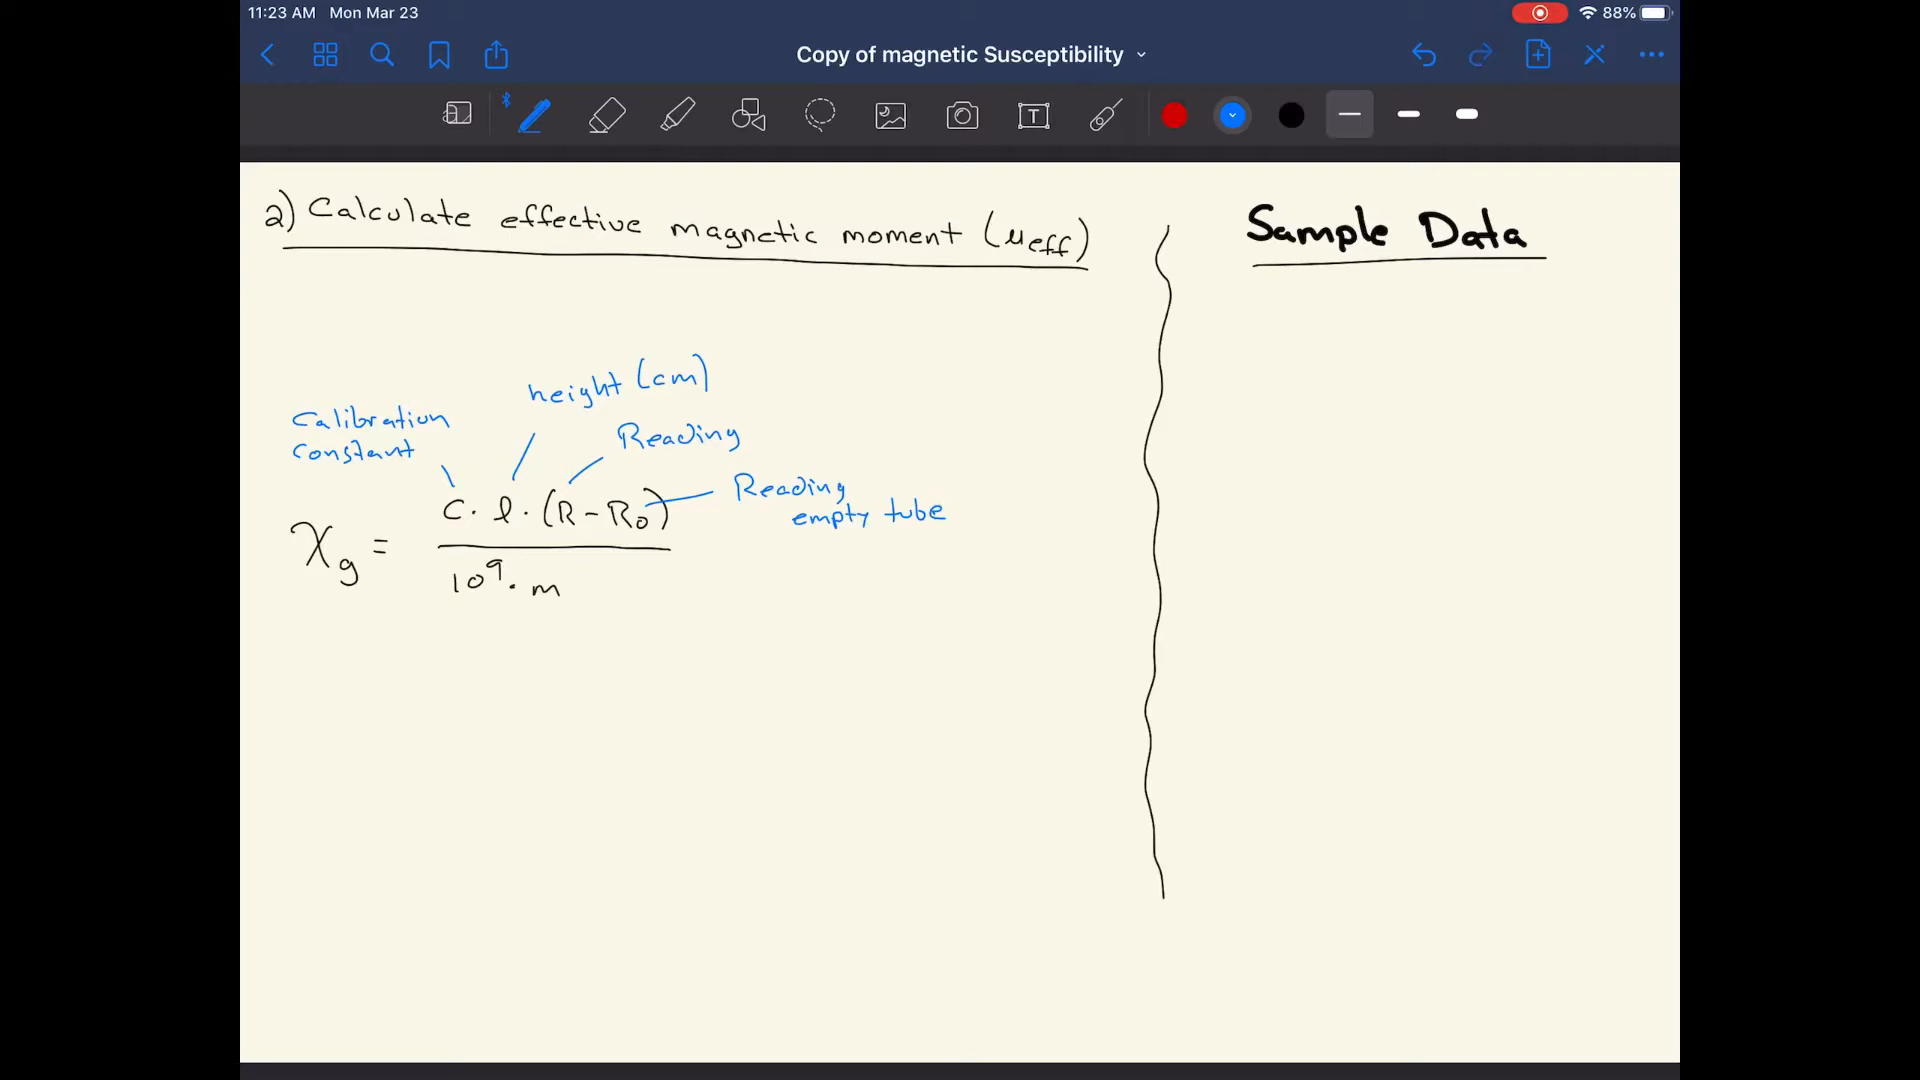 11:23 AM Mon Mar 23
88%
Copy of magnetic Susceptibility
T
2) Calculate effective magnetic moment (μeff)
Sample Data
height (cm)
Calibration
constant
Reading
Reading
empty tube
χg = C · l · (R - R₀)
10⁹ · m